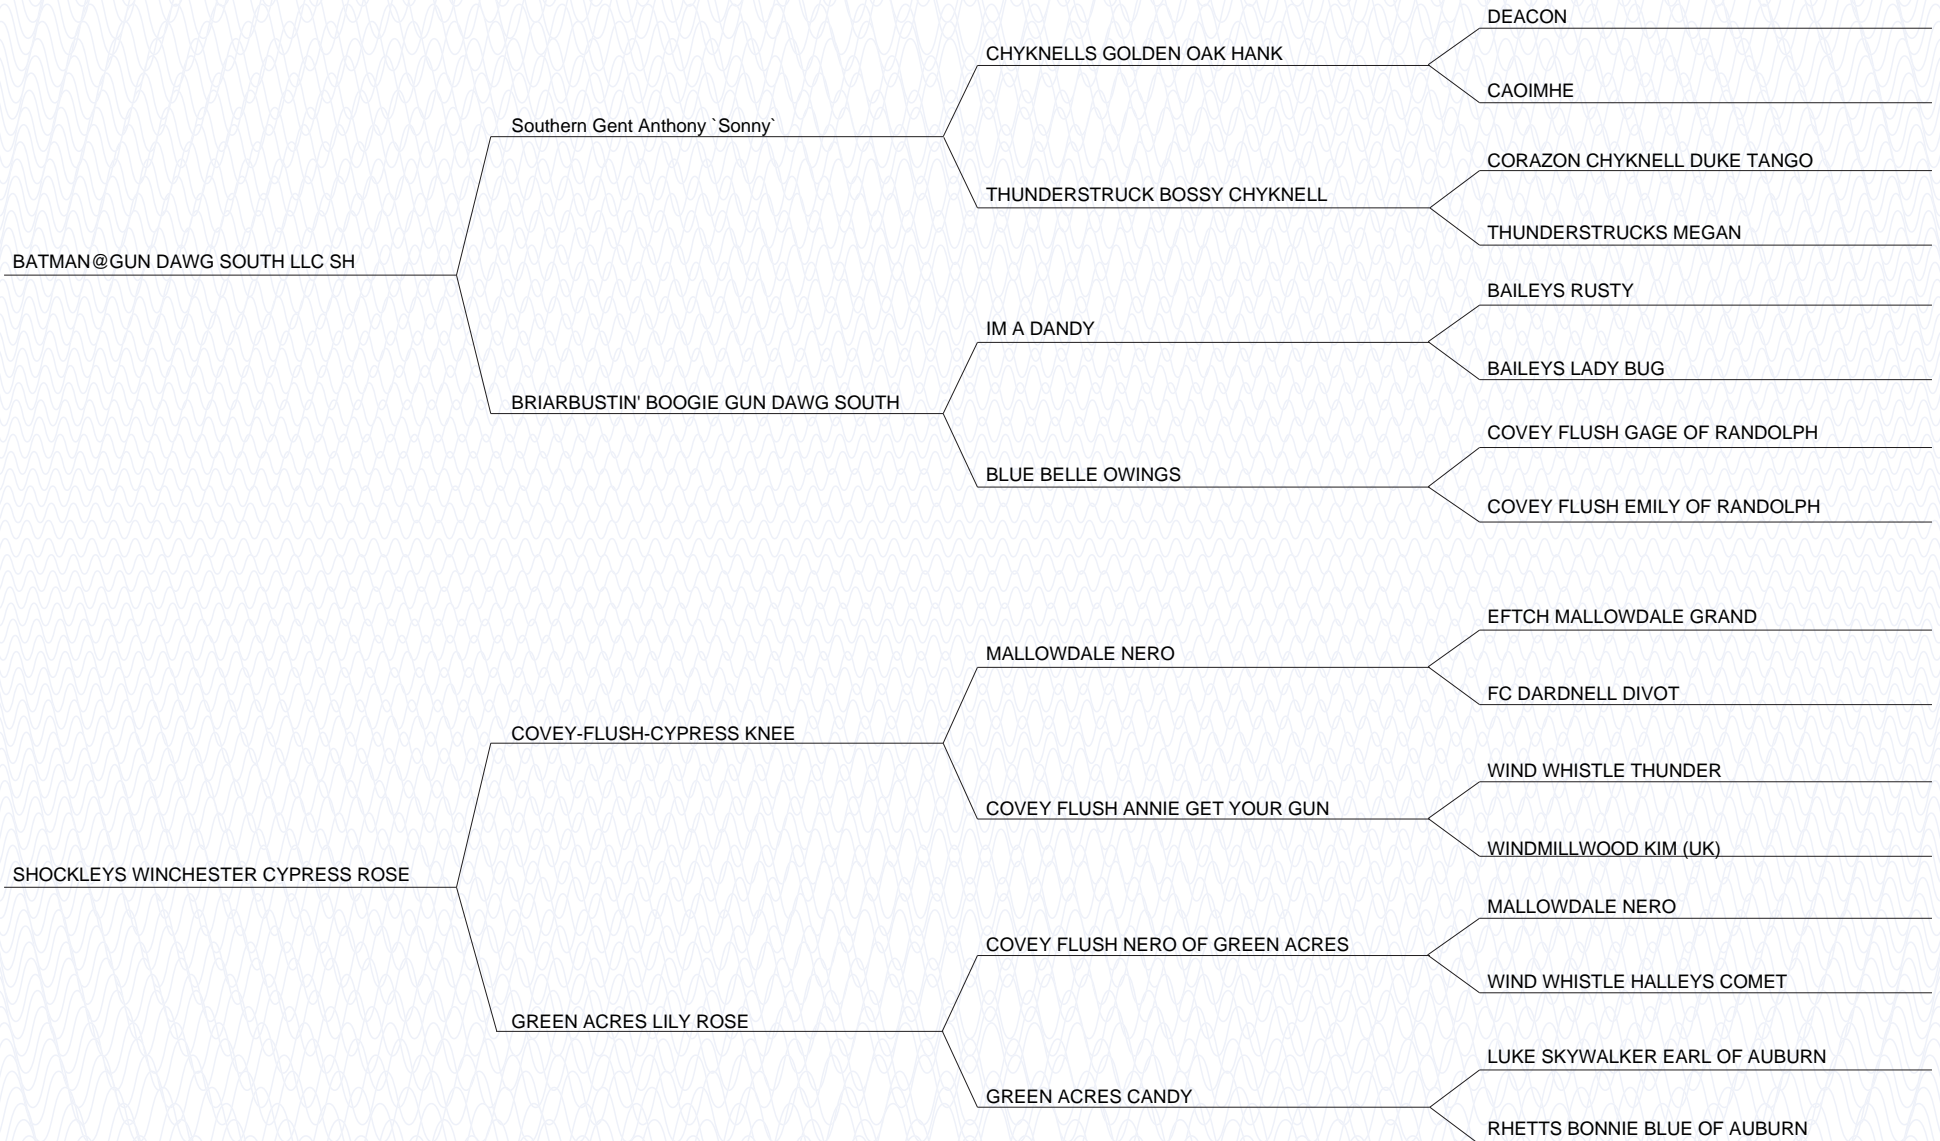 DEACON
CHYKNELLS GOLDEN OAK HANK
CAOIMHE
Southern Gent Anthony `Sonny`
CORAZON CHYKNELL DUKE TANGO
THUNDERSTRUCK BOSSY CHYKNELL
THUNDERSTRUCKS MEGAN
BATMAN@GUN DAWG SOUTH LLC SH
BAILEYS RUSTY
IM A DANDY
BAILEYS LADY BUG
BRIARBUSTIN' BOOGIE GUN DAWG SOUTH
COVEY FLUSH GAGE OF RANDOLPH
BLUE BELLE OWINGS
COVEY FLUSH EMILY OF RANDOLPH
EFTCH MALLOWDALE GRAND
MALLOWDALE NERO
FC DARDNELL DIVOT
COVEY-FLUSH-CYPRESS KNEE
WIND WHISTLE THUNDER
COVEY FLUSH ANNIE GET YOUR GUN
WINDMILLWOOD KIM (UK)
SHOCKLEYS WINCHESTER CYPRESS ROSE
MALLOWDALE NERO
COVEY FLUSH NERO OF GREEN ACRES
WIND WHISTLE HALLEYS COMET
GREEN ACRES LILY ROSE
LUKE SKYWALKER EARL OF AUBURN
GREEN ACRES CANDY
RHETTS BONNIE BLUE OF AUBURN